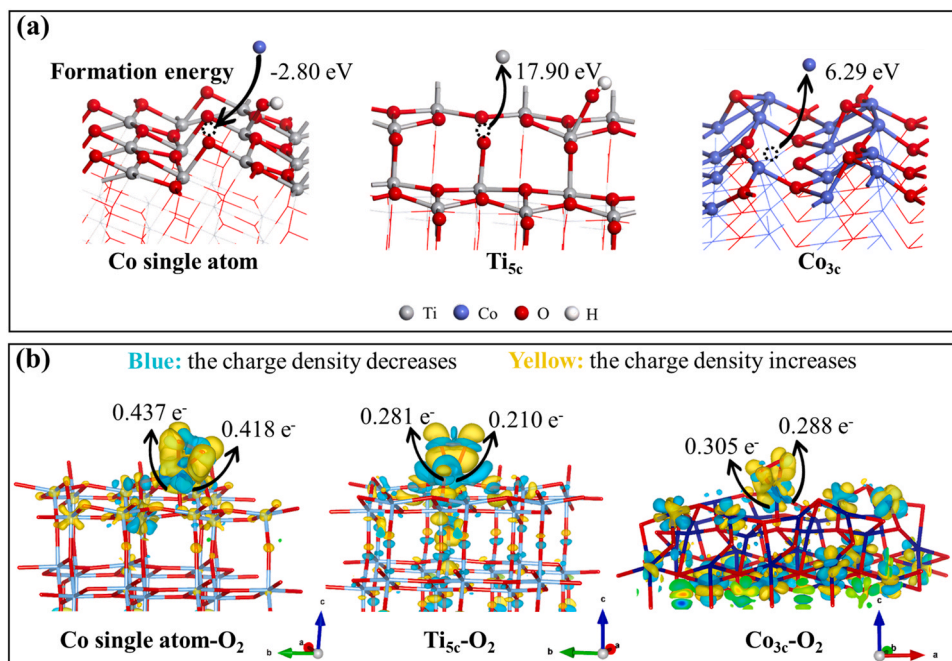 (a)
Formation energy
-2.80 eV
17.90 eV
6.29 eV
Co single atom
Ti5c
Co3c
Ti Co O H
(b)
Blue: the charge density decreases
Yellow: the charge density increases
0.437 e-
0.418 e-
0.281 e-
0.210 e-
0.305 e-
0.288 e-
c
a
b
c
a
b
c
b
a
Co single atom-O2
Ti5c-O2
Co3c-O2